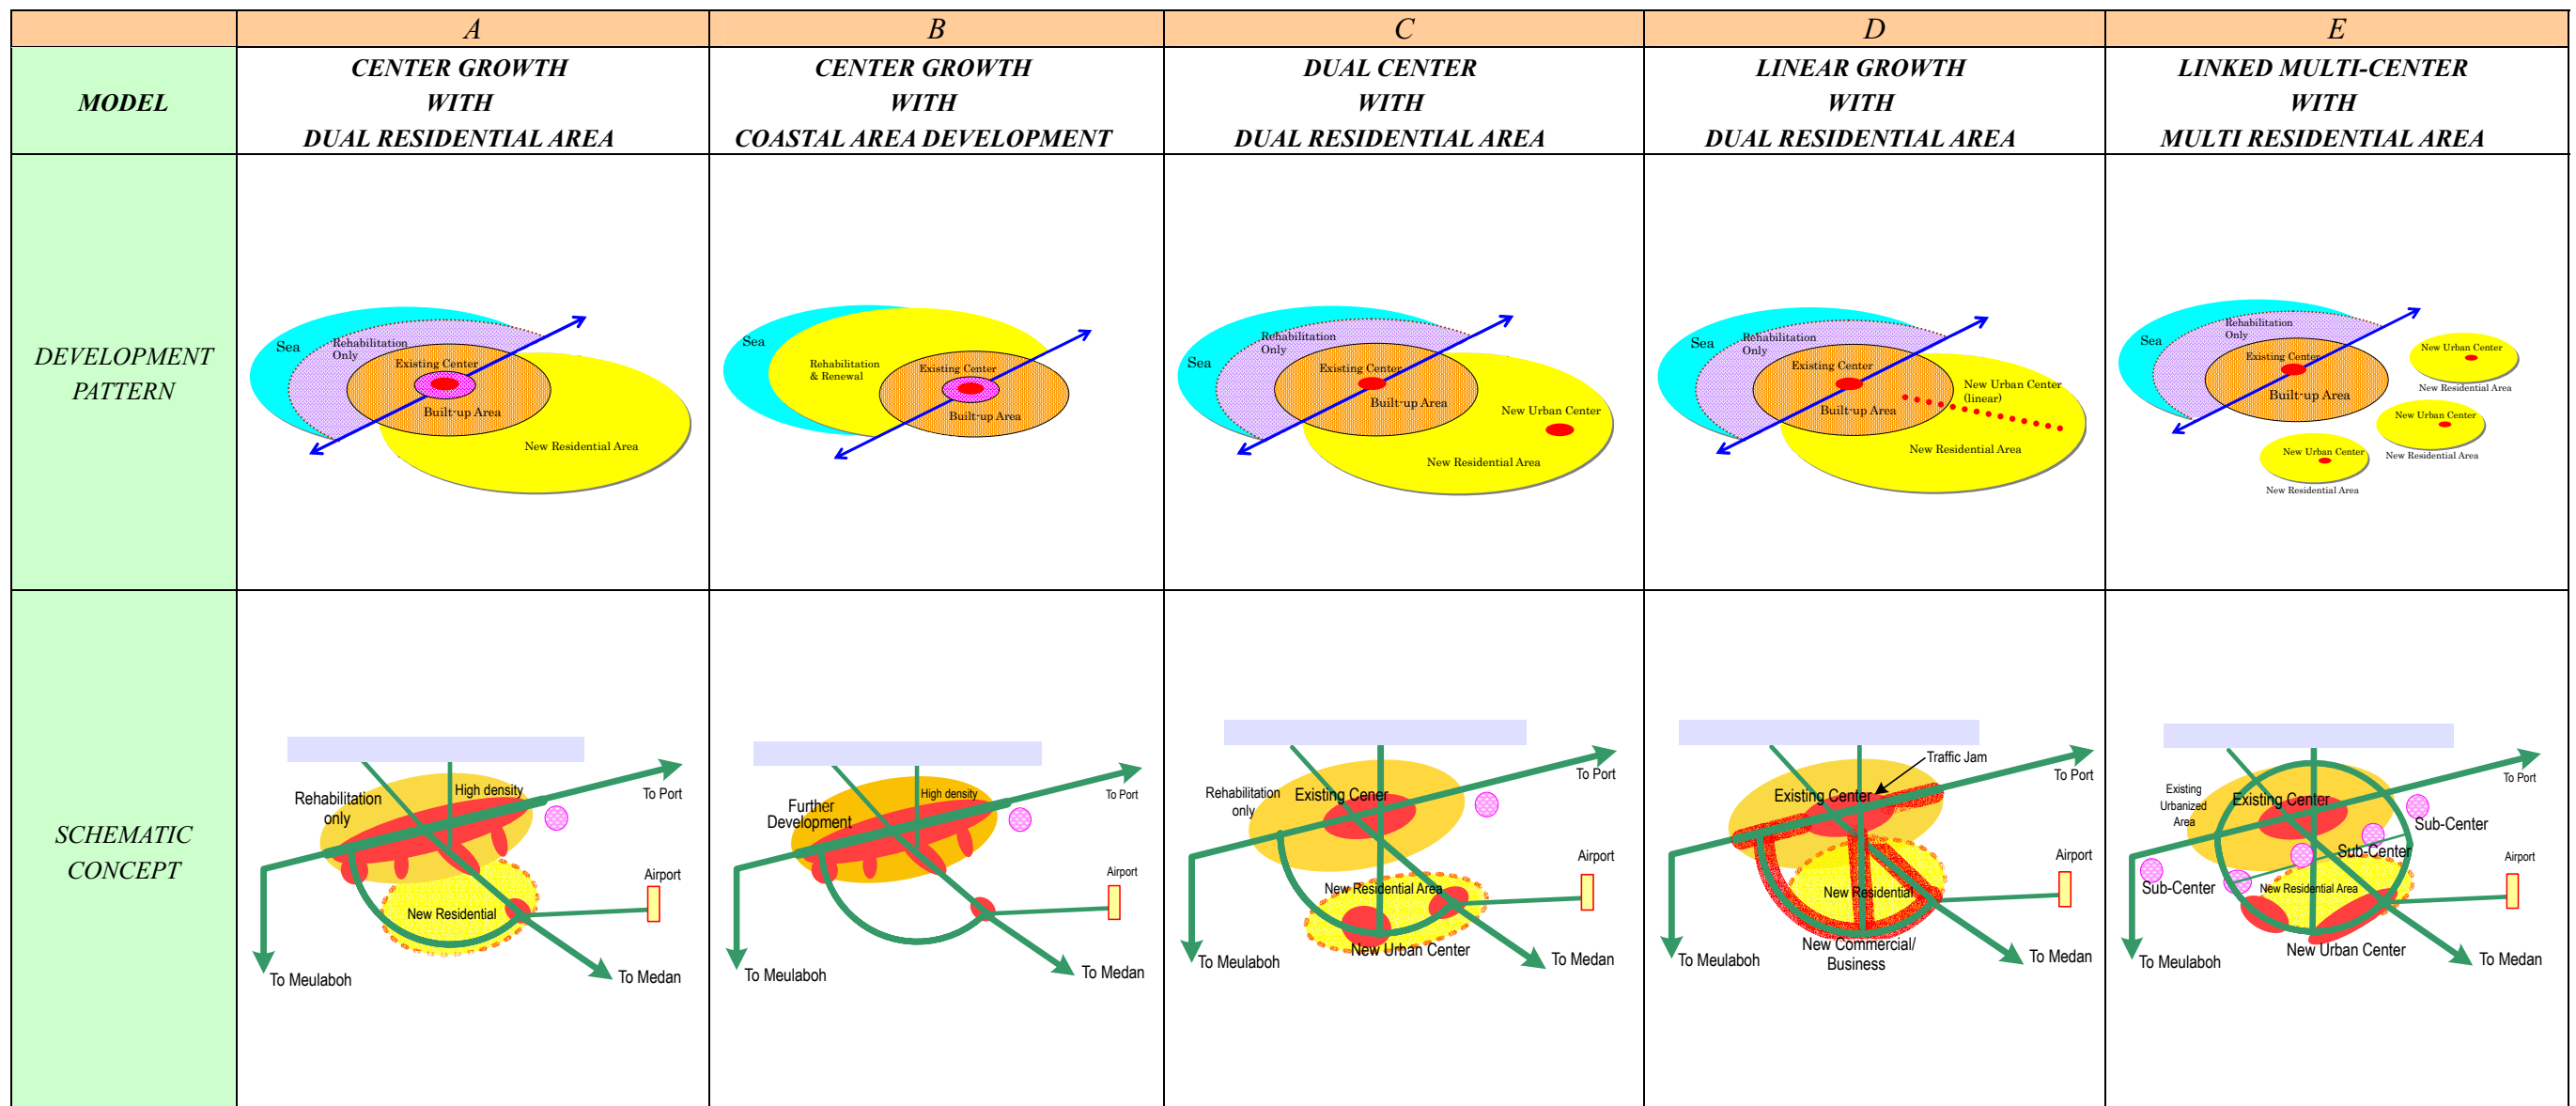 A
B
C
D
E
MODEL
CENTER GROWTH
WITH
DUAL RESIDENTIAL AREA
CENTER GROWTH
WITH
COASTAL AREA DEVELOPMENT
DUAL CENTER
WITH
DUAL RESIDENTIAL AREA
LINEAR GROWTH
WITH
DUAL RESIDENTIAL AREA
LINKED MULTI-CENTER
WITH
MULTI RESIDENTIAL AREA
DEVELOPMENT
PATTERN
Sea
Rehabilitation
Only
Existing Center
Built-up Area
New Residential Area
Sea
Rehabilitation
& Renewal
Existing Center
Built-up Area
Sea
Rehabilitation
Only
Existing Center
Built-up Area
New Urban Center
New Residential Area
Sea
Rehabilitation
Only
Existing Center
Built-up Area
New Urban Center
(linear)
New Residential Area
Sea
Rehabilitation
Only
Existing Center
Built-up Area
New Urban Center
New Residential Area
New Urban Center
New Residential Area
New Urban Center
New Residential Area
SCHEMATIC
CONCEPT
Rehabilitation
only
High density
To Port
Airport
New Residential
To Meulaboh
To Medan
Further
Development
High density
To Port
Airport
To Meulaboh
To Medan
Rehabilitation
only
Existing Cener
To Port
Airport
New Residential Area
New Urban Center
To Meulaboh
To Medan
Traffic Jam
Existing Center
To Port
Airport
New Residential
New Commercial/
Business
To Meulaboh
To Medan
Existing
Urbanized
Area
Existing Center
To Port
Sub-Center
Sub-Center
Sub-Center
Airport
New Residential Area
New Urban Center
To Meulaboh
To Medan